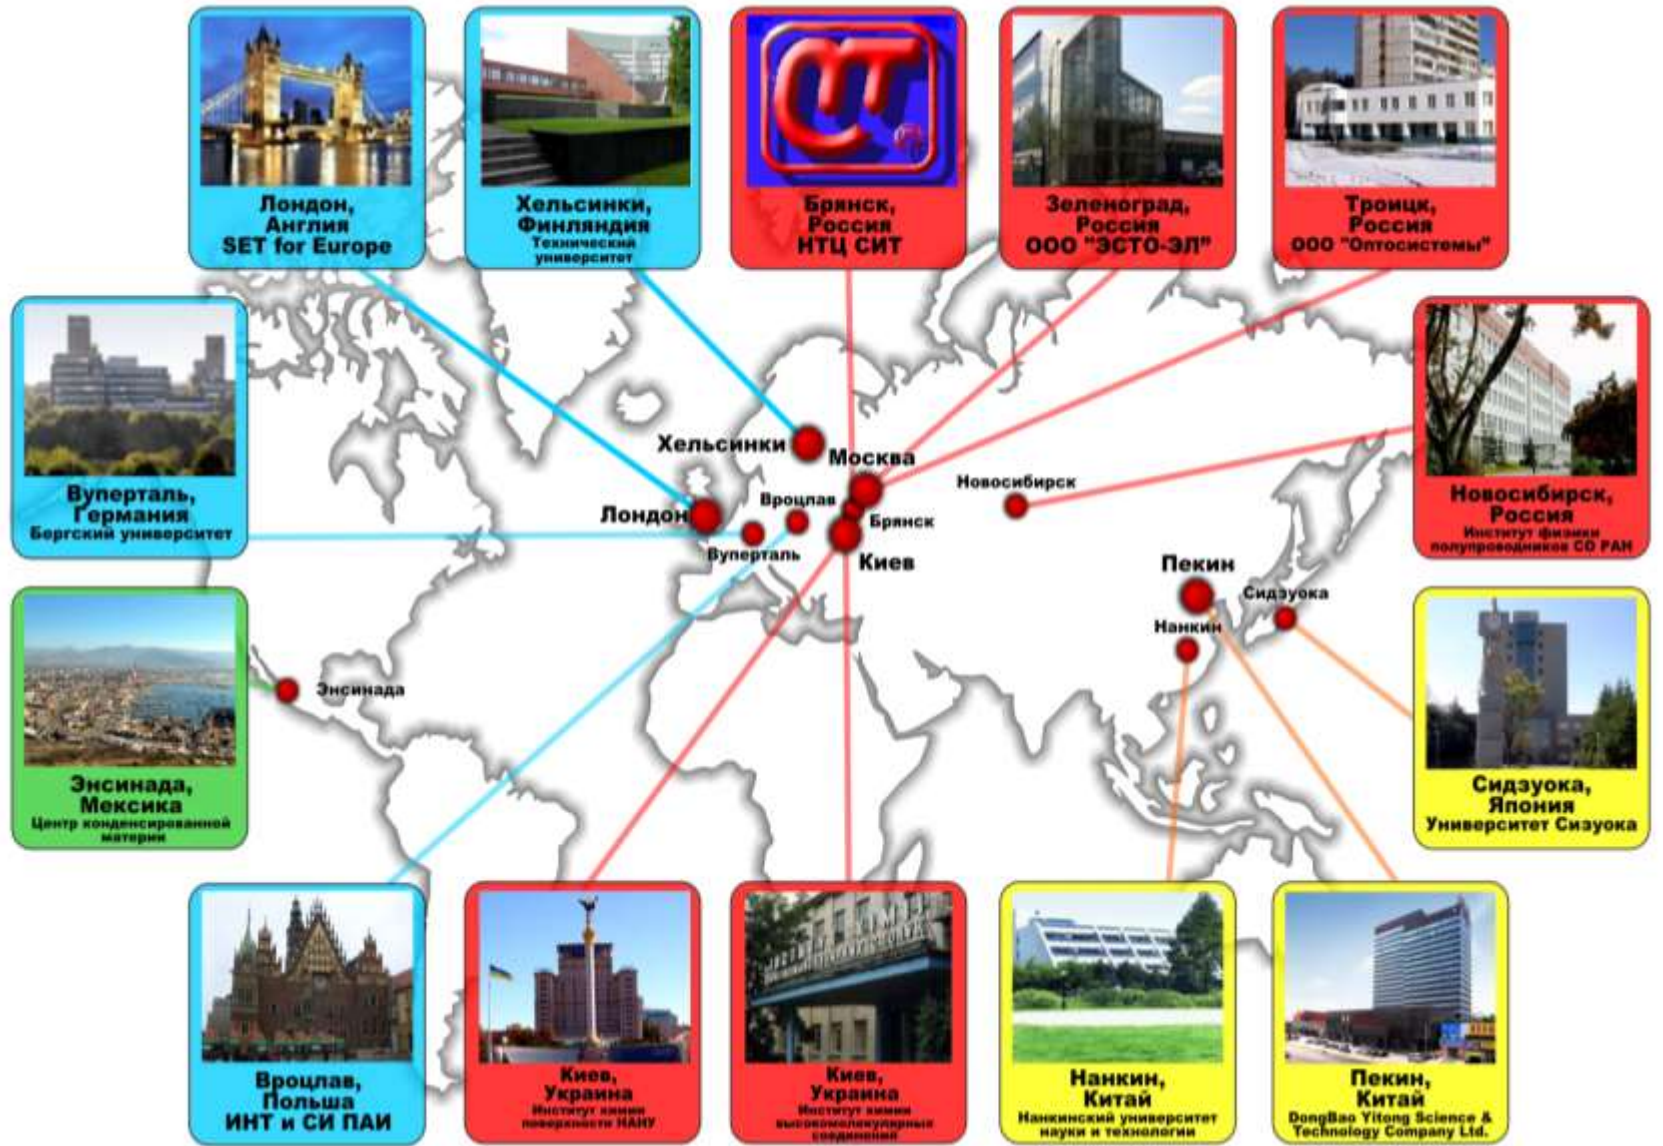 Лондон,
Англия
SET for Europe
Хельсинки,
Финляндия
Технический
университет
СИТ
Брянск,
Россия
НТЦ СИТ
Зеленоград,
Россия
ООО "ЭСТО-ЭЛ"
Троицк,
Россия
ООО "Оптосистемы"
Вуперталь,
Германия
Бергский университет
Новосибирск,
Россия
Институт физики
полупроводников СО РАН
Хельсинки
Москва
Новосибирск
Вроцлав
Лондон
Брянск
Вуперталь
Киев
Пекин
Сидзуока
Нанкин
Энсинада
Энсинада,
Мексика
Центр конденсированной
материи
Сидзуока,
Япония
Университет Сизуока
Вроцлав,
Польша
ИНТ и СИ ПАИ
Киев,
Украина
Институт химии
поверхности НАНУ
Киев,
Украина
Институт химии
высокомолекулярных
соединений
Нанкин,
Китай
Нанкинский университет
науки и технологии
Пекин,
Китай
DongBao Yitong Science &
Technology Company Ltd.